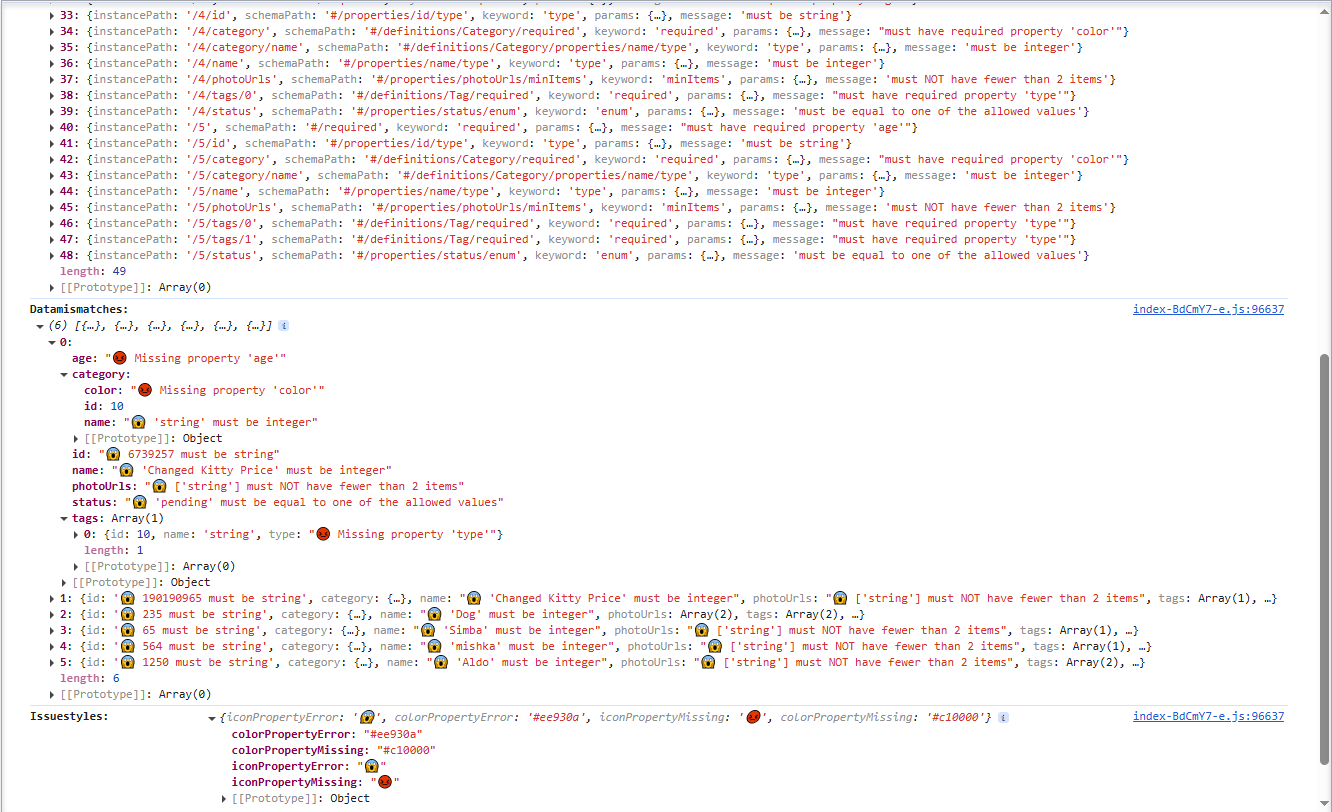 33: {instancePath: '/4/id', schemaPath: '#/properties/id/type', keyword: 'type', params: {…}, message: 'must be string'}
34: {instancePath: '/4/category', schemaPath: '#/definitions/Category/required', keyword: 'required', params: {…}, message: "must have required property 'color'"}
35: {instancePath: '/4/category/name', schemaPath: '#/definitions/Category/properties/name/type', keyword: 'type', params: {…}, message: 'must be integer'}
36: {instancePath: '/4/name', schemaPath: '#/properties/name/type', keyword: 'type', params: {…}, message: 'must be integer'}
37: {instancePath: '/4/photoUrls', schemaPath: '#/properties/photoUrls/minItems', keyword: 'minItems', params: {…}, message: 'must NOT have fewer than 2 items'}
38: {instancePath: '/4/tags/0', schemaPath: '#/definitions/Tag/required', keyword: 'required', params: {…}, message: "must have required property 'type'"}
39: {instancePath: '/4/status', schemaPath: '#/properties/status/enum', keyword: 'enum', params: {…}, message: 'must be equal to one of the allowed values'}
40: {instancePath: '/5', schemaPath: '#/required', keyword: 'required', params: {…}, message: "must have required property 'age'"}
41: {instancePath: '/5/id', schemaPath: '#/properties/id/type', keyword: 'type', params: {…}, message: 'must be string'}
42: {instancePath: '/5/category', schemaPath: '#/definitions/Category/required', keyword: 'required', params: {…}, message: "must have required property 'color'"}
43: {instancePath: '/5/category/name', schemaPath: '#/definitions/Category/properties/name/type', keyword: 'type', params: {…}, message: 'must be integer'}
44: {instancePath: '/5/name', schemaPath: '#/properties/name/type', keyword: 'type', params: {…}, message: 'must be integer'}
45: {instancePath: '/5/photoUrls', schemaPath: '#/properties/photoUrls/minItems', keyword: 'minItems', params: {…}, message: 'must NOT have fewer than 2 items'}
46: {instancePath: '/5/tags/0', schemaPath: '#/definitions/Tag/required', keyword: 'required', params: {…}, message: "must have required property 'type'"}
47: {instancePath: '/5/tags/1', schemaPath: '#/definitions/Tag/required', keyword: 'required', params: {…}, message: "must have required property 'type'"}
48: {instancePath: '/5/status', schemaPath: '#/properties/status/enum', keyword: 'enum', params: {…}, message: 'must be equal to one of the allowed values'}
length: 49
[[Prototype]]: Array(0)
Datamismatches: index-BdCmY7-e.js:96637
(6) [{…}, {…}, {…}, {…}, {…}, {…}] i
0:
age: "😡 Missing property 'age'"
category:
color: "😡 Missing property 'color'"
id: 10
name: "😱 'string' must be integer"
[[Prototype]]: Object
id: "😱 6739257 must be string"
name: "😱 'Changed Kitty Price' must be integer"
photoUrls: "😱 ['string'] must NOT have fewer than 2 items"
status: "😱 'pending' must be equal to one of the allowed values"
tags: Array(1)
0: {id: 10, name: 'string', type: "😡 Missing property 'type'"}
length: 1
[[Prototype]]: Array(0)
[[Prototype]]: Object
1: {id: '😱 190190965 must be string', category: {…}, name: "😱 'Changed Kitty Price' must be integer", photoUrls: "😱 ['string'] must NOT have fewer than 2 items", tags: Array(1), …}
2: {id: '😱 235 must be string', category: {…}, name: "😱 'Dog' must be integer", photoUrls: Array(2), tags: Array(2), …}
3: {id: '😱 65 must be string', category: {…}, name: "😱 'Simba' must be integer", photoUrls: "😱 ['string'] must NOT have fewer than 2 items", tags: Array(1), …}
4: {id: '😱 564 must be string', category: {…}, name: "😱 'mishka' must be integer", photoUrls: "😱 ['string'] must NOT have fewer than 2 items", tags: Array(1), …}
5: {id: '😱 1250 must be string', category: {…}, name: "😱 'Aldo' must be integer", photoUrls: "😱 ['string'] must NOT have fewer than 2 items", tags: Array(2), …}
length: 6
[[Prototype]]: Array(0)
Issuestyles: {iconPropertyError: '😱', colorPropertyError: '#ee930a', iconPropertyMissing: '😡', colorPropertyMissing: '#c10000'} i index-BdCmY7-e.js:96637
colorPropertyError: "#ee930a"
colorPropertyMissing: "#c10000"
iconPropertyError: "😱"
iconPropertyMissing: "😡"
[[Prototype]]: Object